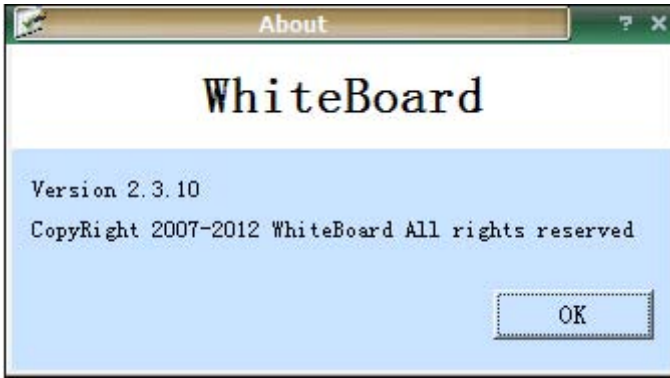 About
WhiteBoard
Version 2.3.10
CopyRight 2007-2012 WhiteBoard All rights reserved
OK